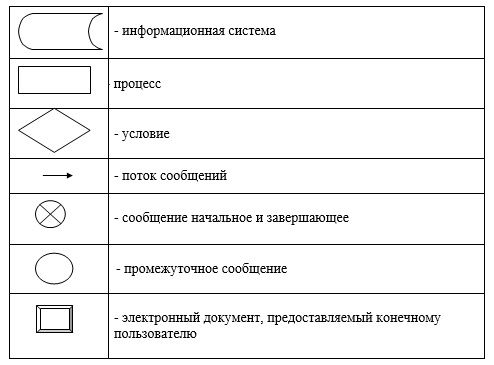 - информационная система
- процесс
- условие
- поток сообщений
- сообщение начальное и завершающее
- промежуточное сообщение
- электронный документ, предоставляемый конечному
пользователю